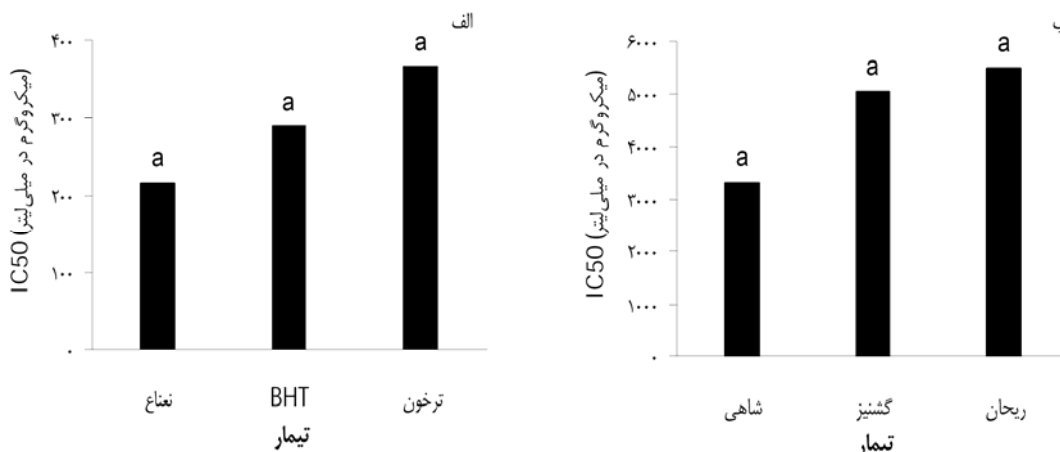 الف
IC50 (میکروگرم در میلی‌لیتر)
۴۰۰
۳۰۰
۲۰۰
۱۰۰
۰
a
a
a
نعناع
BHT
ترخون
تیمار
ب
IC50 (میکروگرم در میلی‌لیتر)
۶۰۰۰
۵۰۰۰
۴۰۰۰
۳۰۰۰
۲۰۰۰
۱۰۰۰
۰
a
a
a
شاهی
گشنیز
ریحان
تیمار